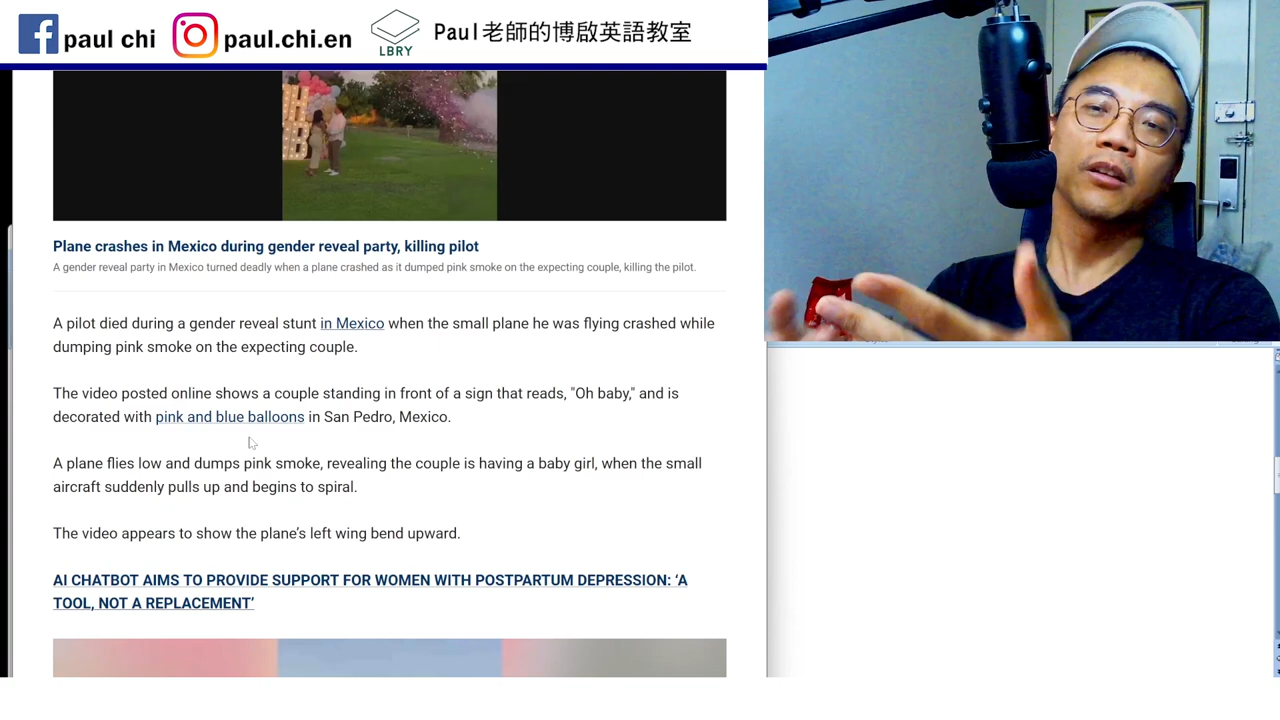 paul chi
paul.chi.en
LBRY
Paul老師的博啟英語教室
Plane crashes in Mexico during gender reveal party, killing pilot
A gender reveal party in Mexico turned deadly when a plane crashed as it dumped pink smoke on the expecting couple, killing the pilot.
A pilot died during a gender reveal stunt in Mexico when the small plane he was flying crashed while
dumping pink smoke on the expecting couple.
The video posted online shows a couple standing in front of a sign that reads, "Oh baby," and is
decorated with pink and blue balloons in San Pedro, Mexico.
A plane flies low and dumps pink smoke, revealing the couple is having a baby girl, when the small
aircraft suddenly pulls up and begins to spiral.
The video appears to show the plane’s left wing bend upward.
AI CHATBOT AIMS TO PROVIDE SUPPORT FOR WOMEN WITH POSTPARTUM DEPRESSION: ‘A
TOOL, NOT A REPLACEMENT’